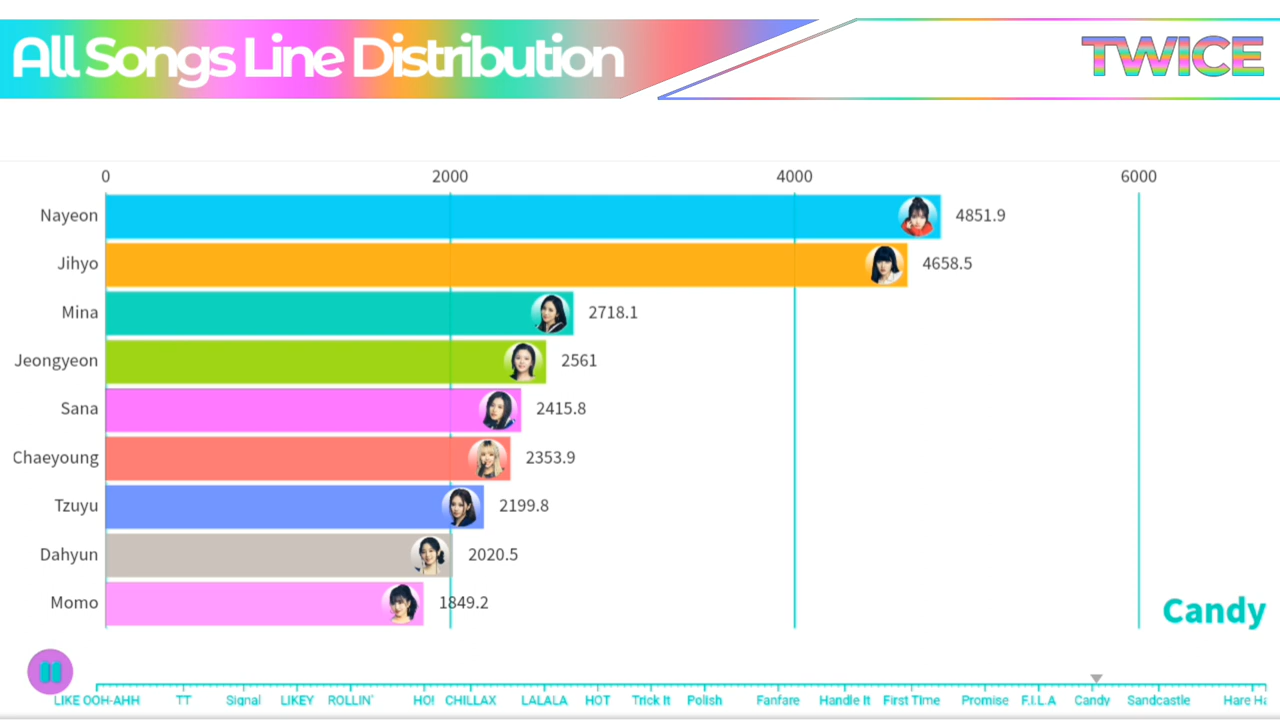 All Songs Line Distribution
TWICE
0 2000 4000 6000
Nayeon 4851.9
Jihyo 4658.5
Mina 2718.1
Jeongyeon 2561
Sana 2415.8
Chaeyoung 2353.9
Tzuyu 2199.8
Dahyun 2020.5
Momo 1849.2
Candy
LIKE OOH-AHH TT Signal LIKEY ROLLIN' HO! CHILLAX LALALA HOT Trick It Polish Fanfare Handle It First Time Promise F.I.L.A Candy Sandcastle Hare